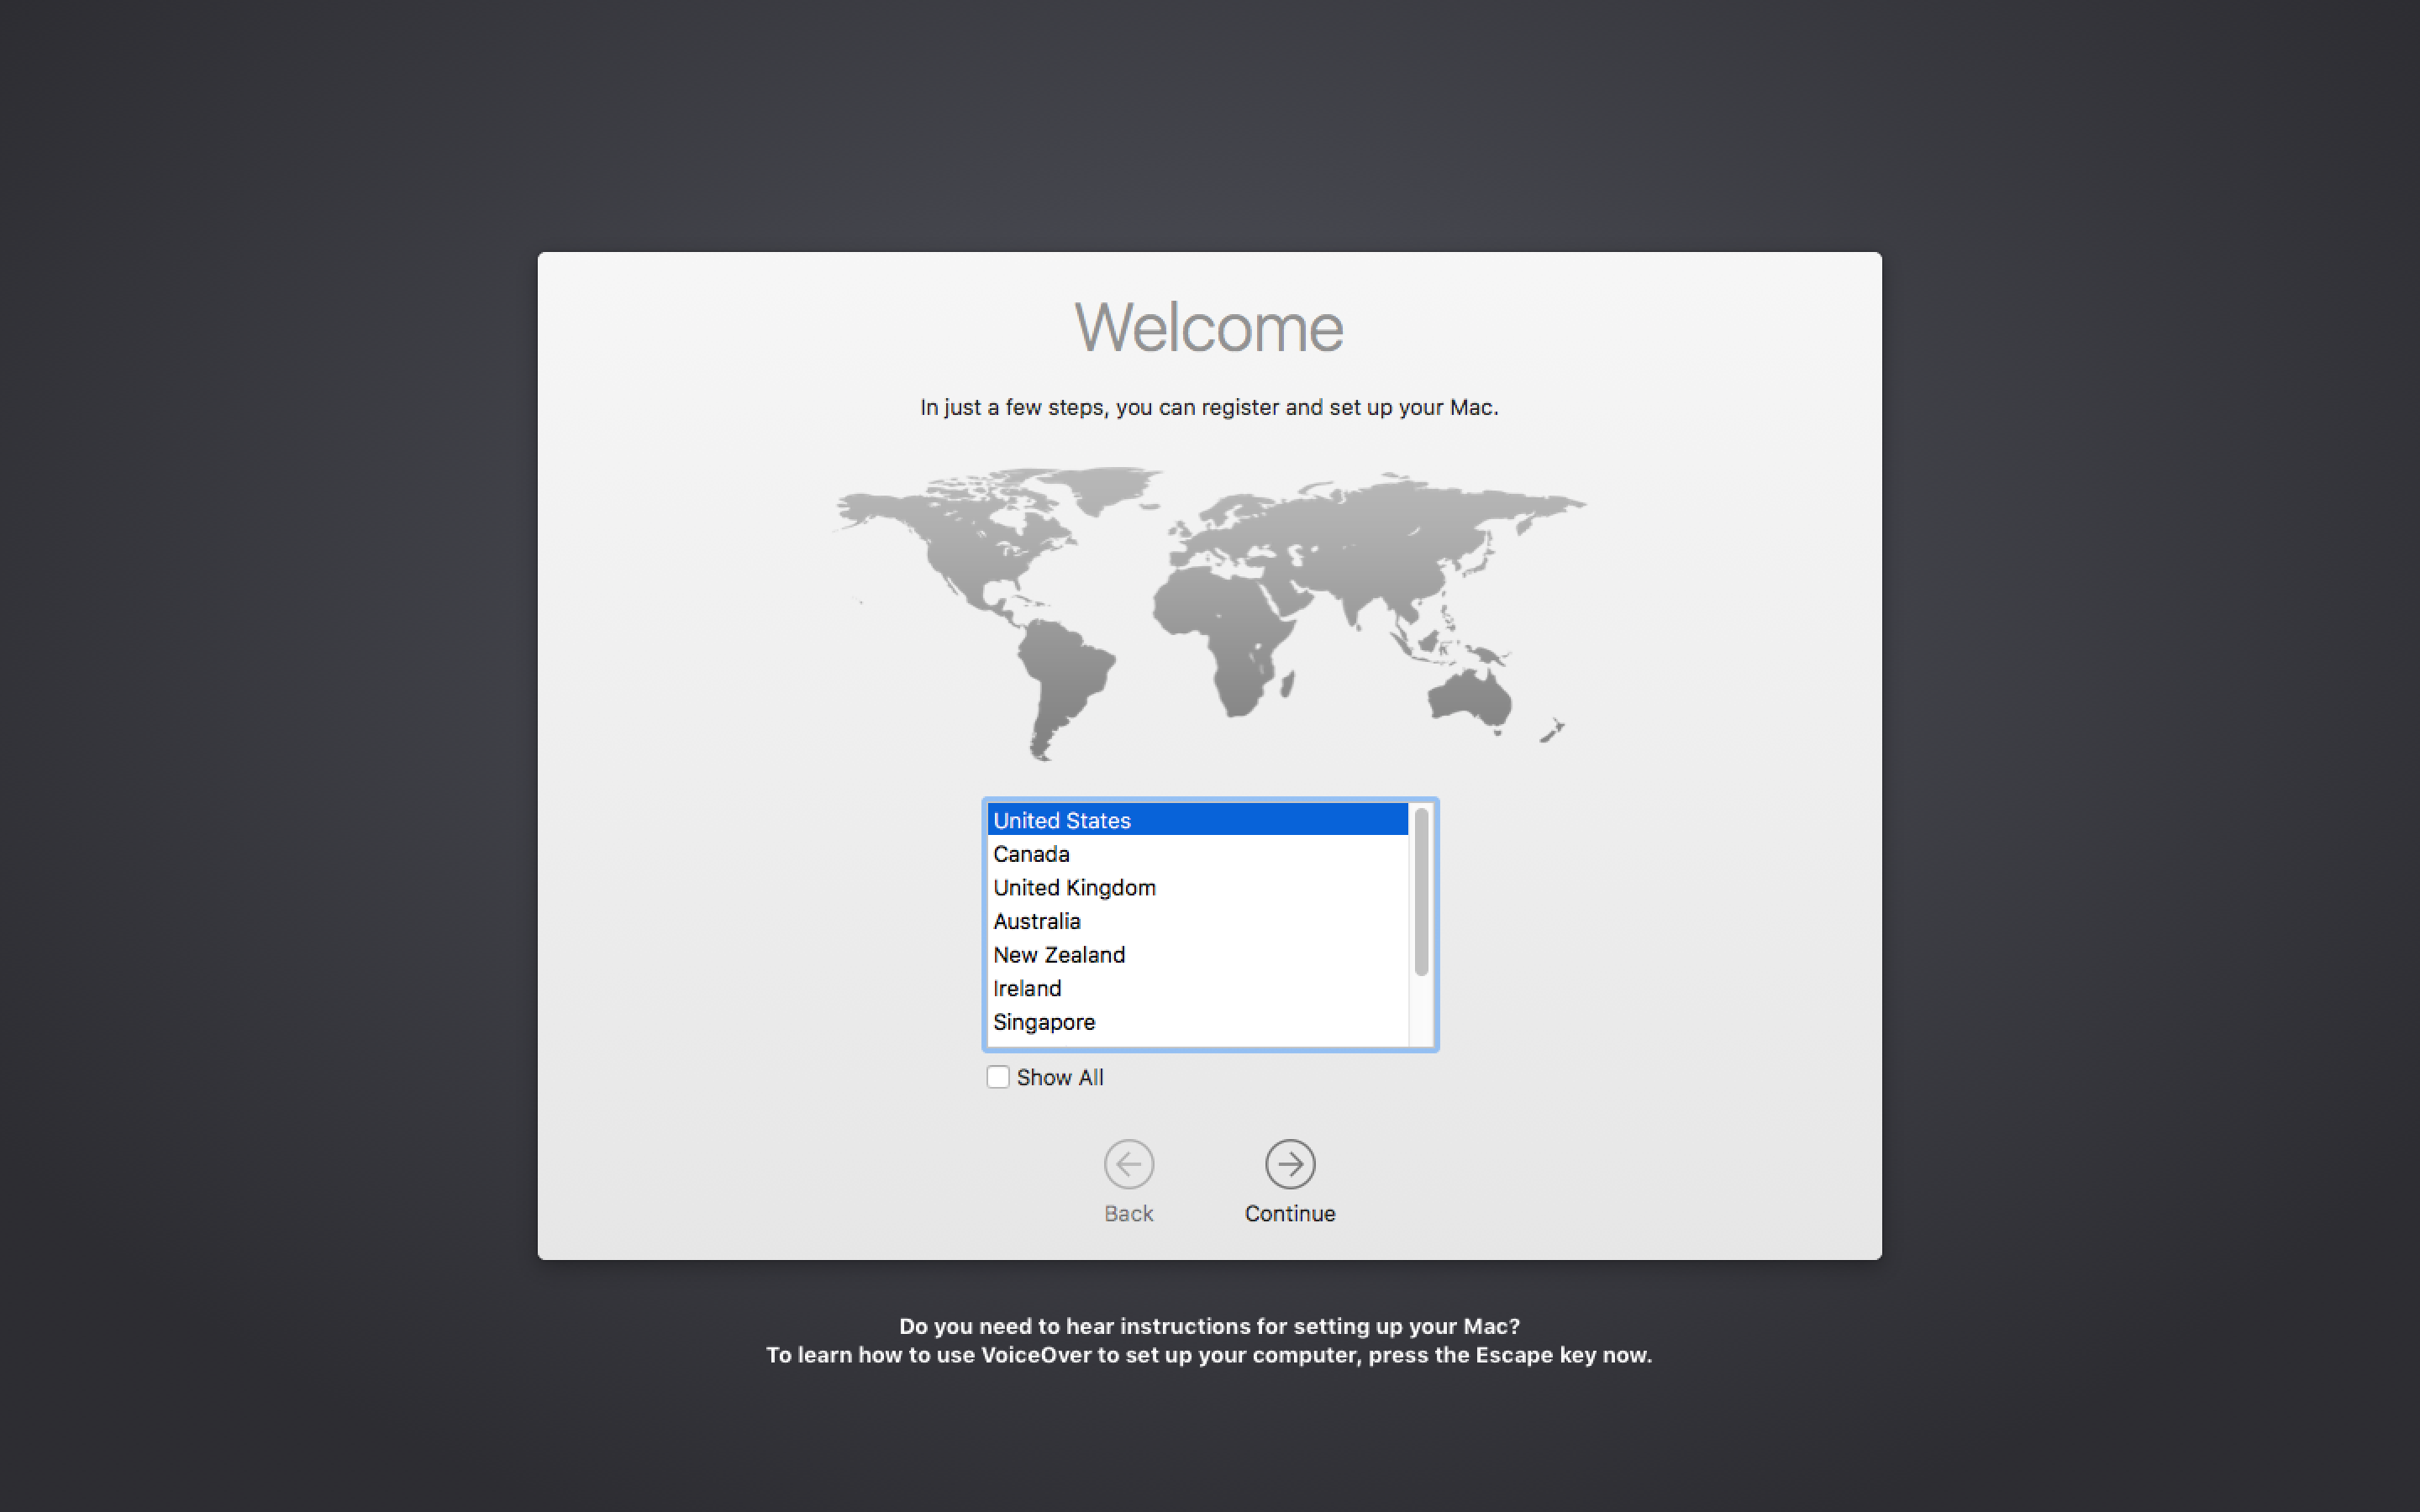 Welcome
In just a few steps, you can register and set up your Mac.
United States
Canada
United Kingdom
Australia
New Zealand
Ireland
Singapore
Show All
Back
Continue
Do you need to hear instructions for setting up your Mac?
To learn how to use VoiceOver to set up your computer, press the Escape key now.